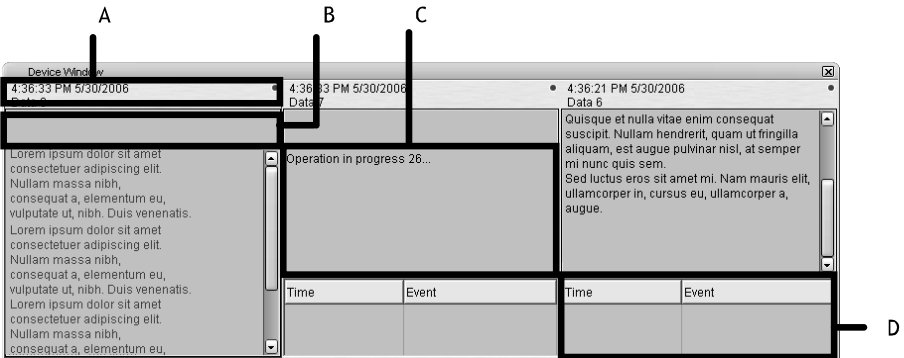 A
B
C
Device Window
4:36:33 PM 5/30/2006
Data
4:36:33 PM 5/30/2006
Data 7
4:36:21 PM 5/30/2006
Data 6
Lorem ipsum dolor sit amet
consectetuer adipiscing elit.
Nullam massa nibh,
consequat a, elementum eu,
vulputate ut, nibh. Duis venenatis.
Lorem ipsum dolor sit amet
consectetuer adipiscing elit.
Nullam massa nibh,
consequat a, elementum eu,
vulputate ut, nibh. Duis venenatis.
Lorem ipsum dolor sit amet
consectetuer adipiscing elit.
Nullam massa nibh,
consequat a, elementum eu,
Operation in progress 26...
Time
Event
Quisque et nulla vitae enim consequat
suscipit. Nullam hendrerit, quam ut fringilla
aliquam, est augue pulvinar nisl, at semper
mi nunc quis sem.
Sed luctus eros sit amet mi. Nam mauris elit,
ullamcorper in, cursus eu, ullamcorper a,
augue.
Time
Event
D